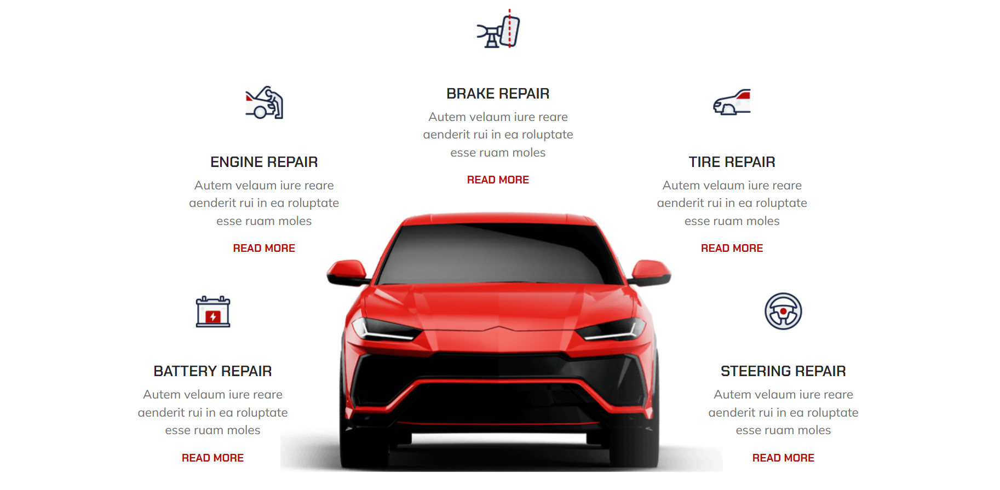 BRAKE REPAIR
Autem velaum iure reare
aenderit rui in ea roluptate
esse ruam moles
READ MORE
ENGINE REPAIR
Autem velaum iure reare
aenderit rui in ea roluptate
esse ruam moles
READ MORE
TIRE REPAIR
Autem velaum iure reare
aenderit rui in ea roluptate
esse ruam moles
READ MORE
BATTERY REPAIR
Autem velaum iure reare
aenderit rui in ea roluptate
esse ruam moles
READ MORE
STEERING REPAIR
Autem velaum iure reare
aenderit rui in ea roluptate
esse ruam moles
READ MORE